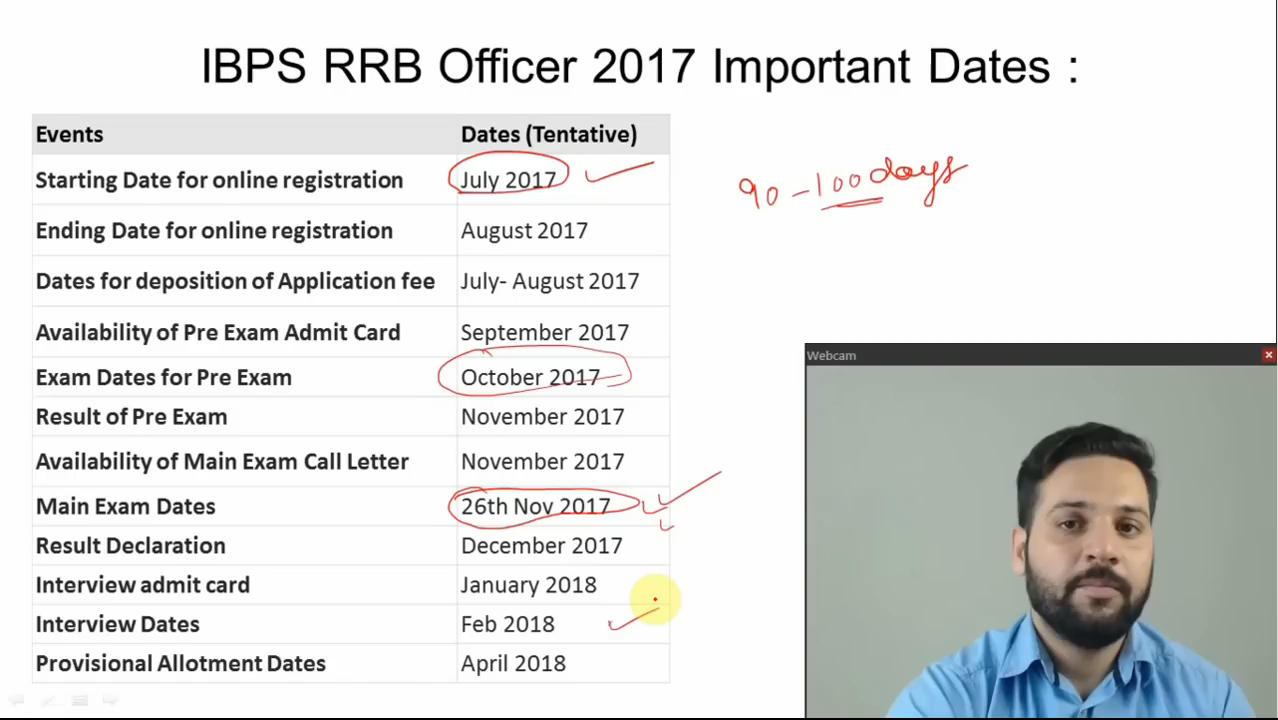 IBPS RRB Officer 2017 Important Dates :
Events Dates (Tentative)
Starting Date for online registration July 2017
90 - 100 days
Ending Date for online registration August 2017
Dates for deposition of Application fee July- August 2017
Availability of Pre Exam Admit Card September 2017
Exam Dates for Pre Exam October 2017
Result of Pre Exam November 2017
Availability of Main Exam Call Letter November 2017
Main Exam Dates 26th Nov 2017
Result Declaration December 2017
Interview admit card January 2018
Interview Dates Feb 2018
Provisional Allotment Dates April 2018
Webcam